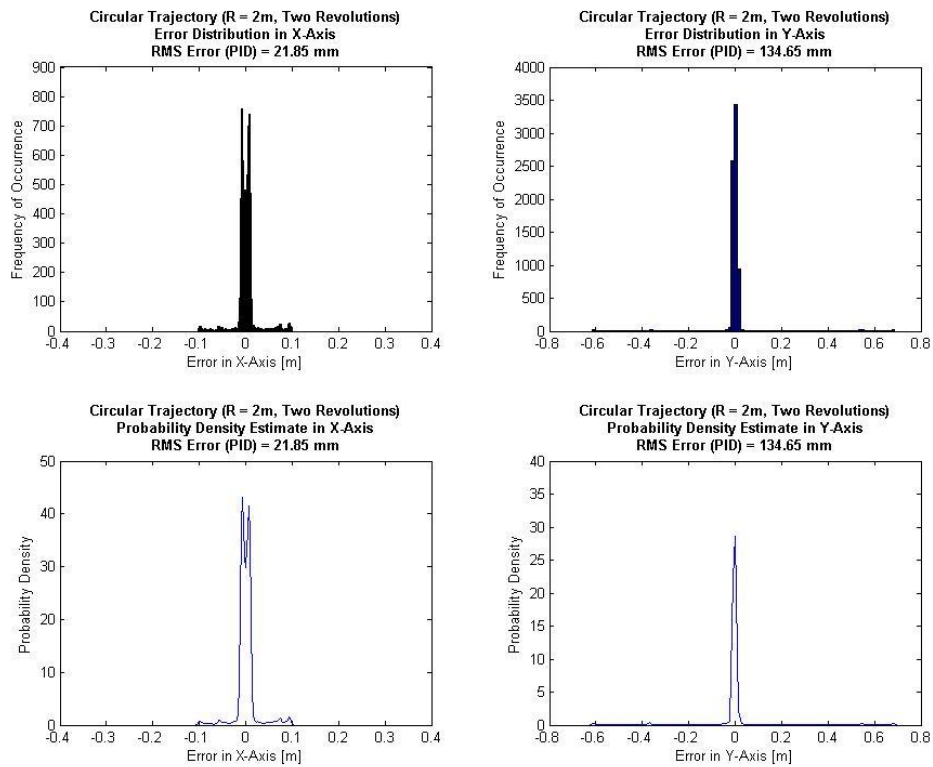 Circular Trajectory (R = 2m, Two Revolutions)
Error Distribution in X-Axis
RMS Error (PID) = 21.85 mm
900
800
700
600
500
400
300
200
100
0
Frequency of Occurrence
-0.4 -0.3 -0.2 -0.1 0 0.1 0.2 0.3 0.4
Error in X-Axis [m]
Circular Trajectory (R = 2m, Two Revolutions)
Error Distribution in Y-Axis
RMS Error (PID) = 134.65 mm
4000
3500
3000
2500
2000
1500
1000
500
0
Frequency of Occurrence
-0.8 -0.6 -0.4 -0.2 0 0.2 0.4 0.6 0.8
Error in Y-Axis [m]
Circular Trajectory (R = 2m, Two Revolutions)
Probability Density Estimate in X-Axis
RMS Error (PID) = 21.85 mm
50
40
30
20
10
0
Probability Density
-0.4 -0.3 -0.2 -0.1 0 0.1 0.2 0.3 0.4
Error in X-Axis [m]
Circular Trajectory (R = 2m, Two Revolutions)
Probability Density Estimate in Y-Axis
RMS Error (PID) = 134.65 mm
40
35
30
25
20
15
10
5
0
Probability Density
-0.8 -0.6 -0.4 -0.2 0 0.2 0.4 0.6 0.8
Error in Y-Axis [m]